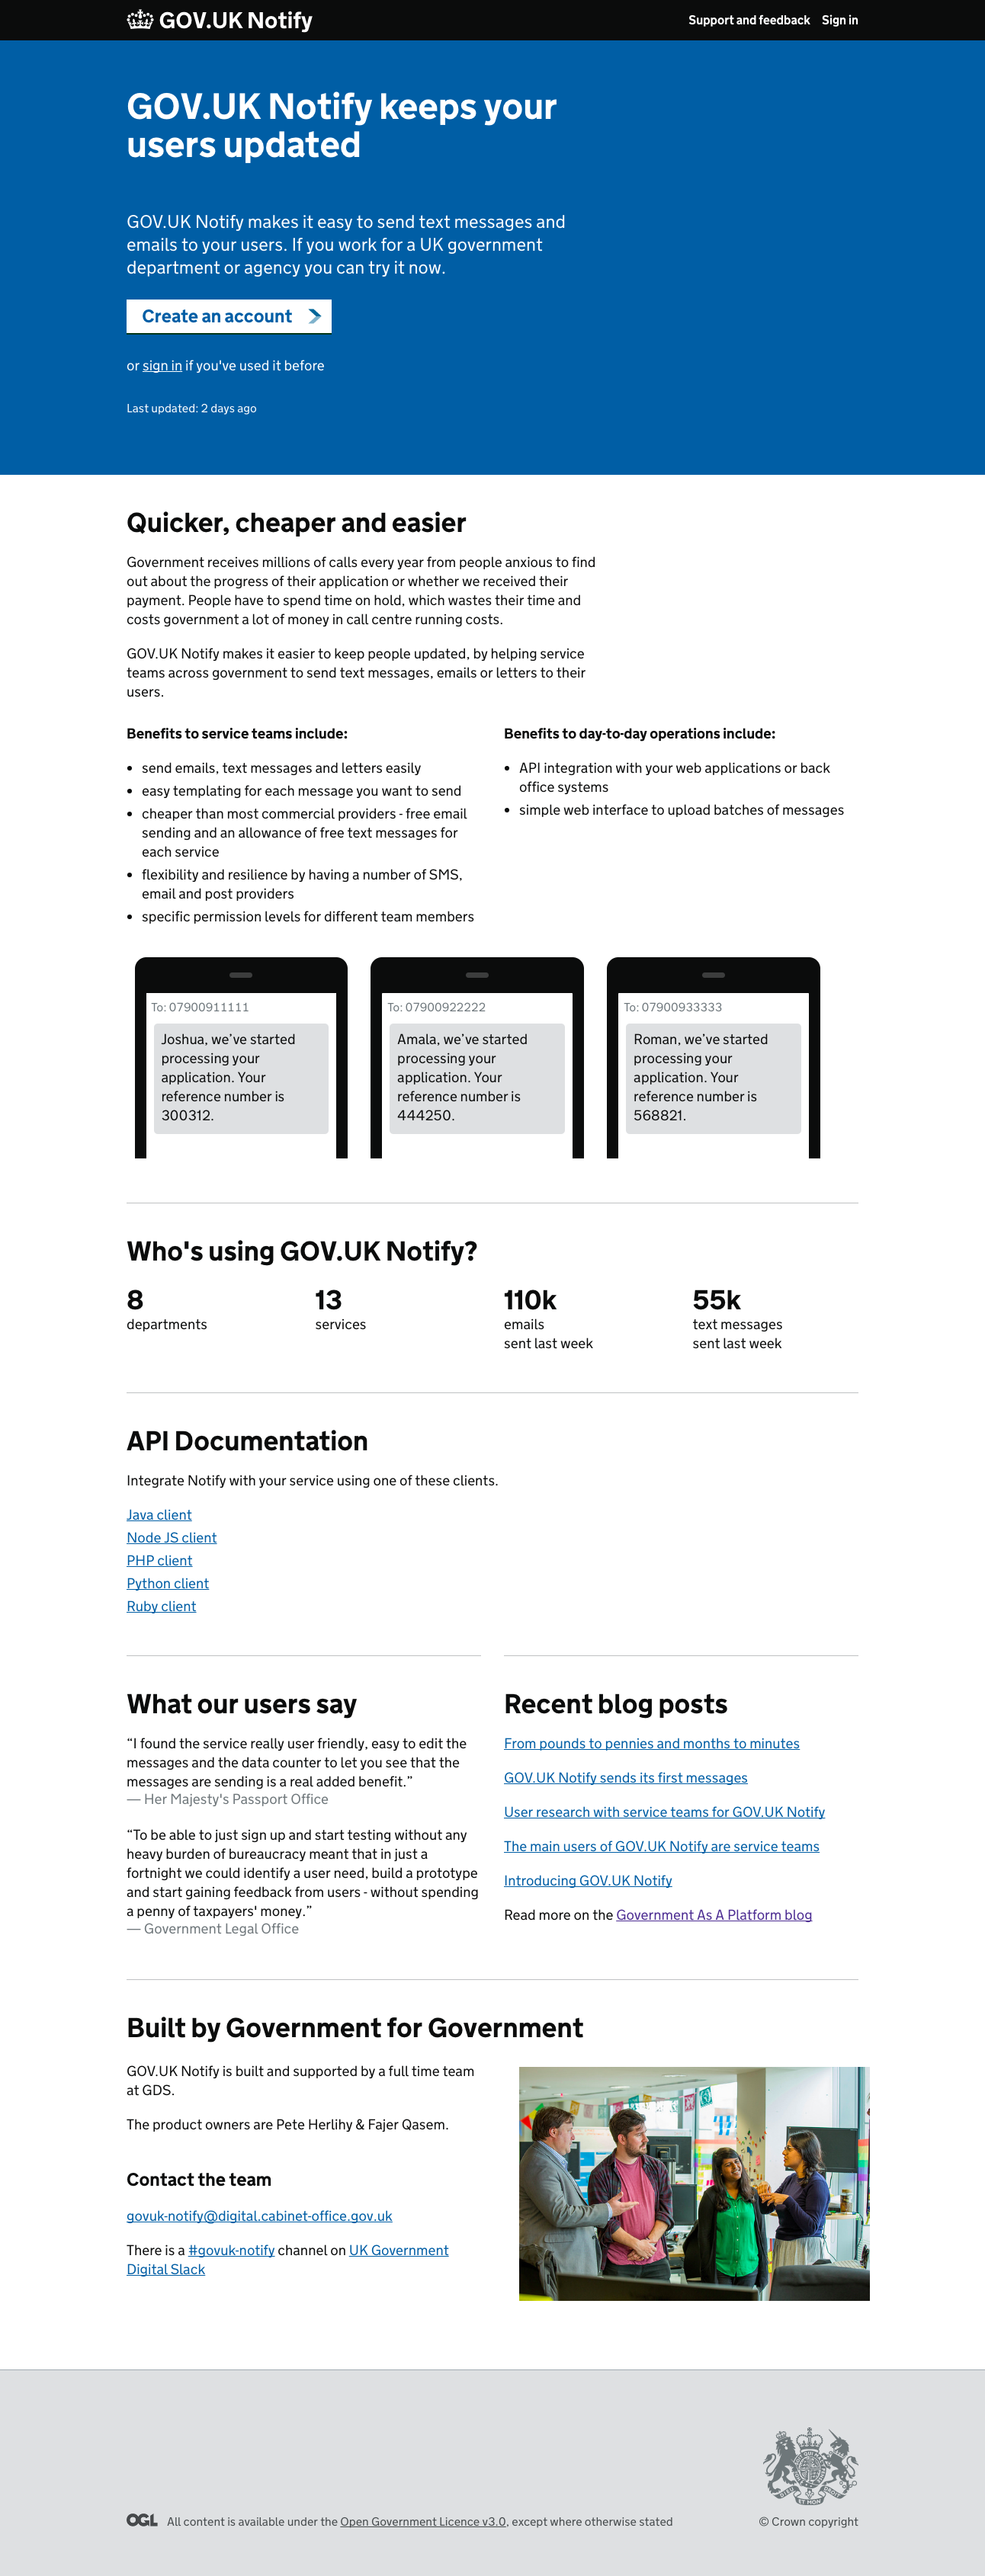 GOV.UK Notify
Support and feedback Sign in
GOV.UK Notify keeps your
users updated
GOV.UK Notify makes it easy to send text messages and
emails to your users. If you work for a UK government
department or agency you can try it now.
Create an account
or sign in if you've used it before
Last updated: 2 days ago
Quicker, cheaper and easier
Government receives millions of calls every year from people anxious to find
out about the progress of their application or whether we received their
payment. People have to spend time on hold, which wastes their time and
costs government a lot of money in call centre running costs.
GOV.UK Notify makes it easier to keep people updated, by helping service
teams across government to send text messages, emails or letters to their
users.
Benefits to service teams include:
• send emails, text messages and letters easily
• easy templating for each message you want to send
• cheaper than most commercial providers - free email
sending and an allowance of free text messages for
each service
• flexibility and resilience by having a number of SMS,
email and post providers
• specific permission levels for different team members
Benefits to day-to-day operations include:
• API integration with your web applications or back
office systems
• simple web interface to upload batches of messages
To: 07900911111
Joshua, we’ve started
processing your
application. Your
reference number is
300312.
To: 07900922222
Amala, we’ve started
processing your
application. Your
reference number is
444250.
To: 07900933333
Roman, we’ve started
processing your
application. Your
reference number is
568821.
Who's using GOV.UK Notify?
8
departments
13
services
110k
emails
sent last week
55k
text messages
sent last week
API Documentation
Integrate Notify with your service using one of these clients.
Java client
Node JS client
PHP client
Python client
Ruby client
What our users say
“I found the service really user friendly, easy to edit the
messages and the data counter to let you see that the
messages are sending is a real added benefit.”
— Her Majesty's Passport Office
“To be able to just sign up and start testing without any
heavy burden of bureaucracy meant that in just a
fortnight we could identify a user need, build a prototype
and start gaining feedback from users - without spending
a penny of taxpayers' money.”
— Government Legal Office
Recent blog posts
From pounds to pennies and months to minutes
GOV.UK Notify sends its first messages
User research with service teams for GOV.UK Notify
The main users of GOV.UK Notify are service teams
Introducing GOV.UK Notify
Read more on the Government As A Platform blog
Built by Government for Government
GOV.UK Notify is built and supported by a full time team
at GDS.
The product owners are Pete Herlihy & Fajer Qasem.
Contact the team
govuk-notify@digital.cabinet-office.gov.uk
There is a #govuk-notify channel on UK Government
Digital Slack
OGL All content is available under the Open Government Licence v3.0, except where otherwise stated
© Crown copyright